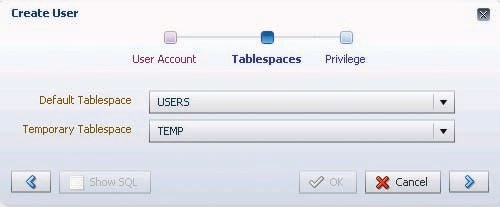 Create User
User Account Tablespaces Privilege
Default Tablespace USERS
Temporary Tablespace TEMP
Show SQL OK Cancel